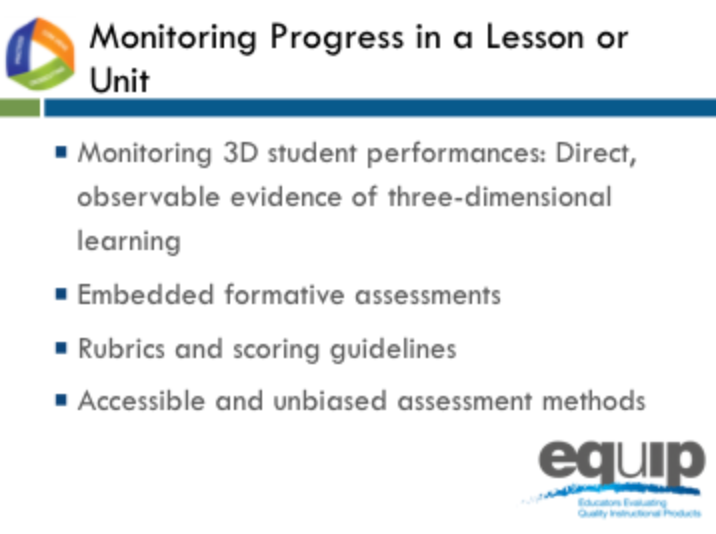 Monitoring Progress in a Lesson or
Unit
Monitoring 3D student performances: Direct,
observable evidence of three-dimensional
learning
Embedded formative assessments
Rubrics and scoring guidelines
Accessible and unbiased assessment methods
equip
Educators Evaluating
Quality Instructional Products